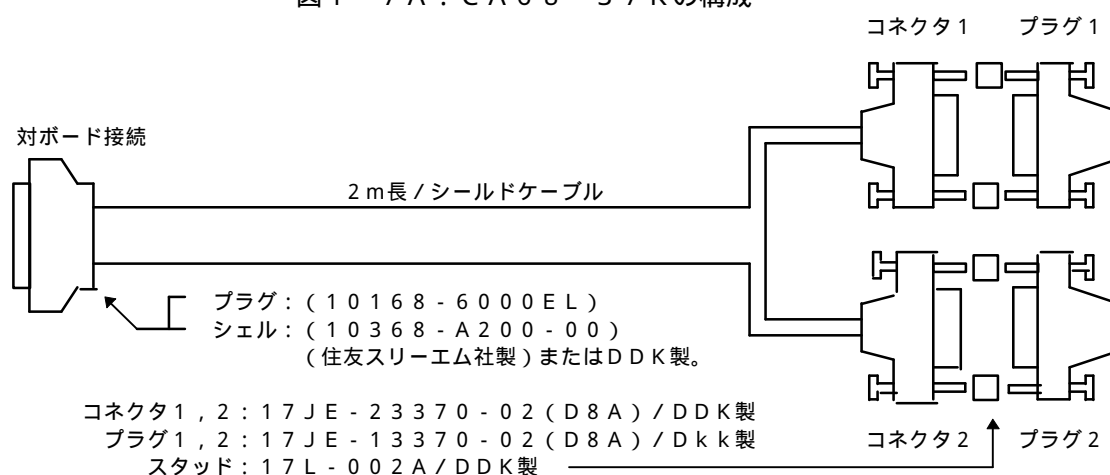 コネクタ１　プラグ１
対ボード接続
２ｍ長／シールドケーブル
プラグ：（１０１６８－６０００ＥＬ）
シェル：（１０３６８－Ａ２００－００）
（住友スリーエム社製）またはＤＤＫ製。
コネクタ１，２：１７ＪＥ－２３３７０－０２（Ｄ８Ａ）／ＤＤＫ製
プラグ１，２：１７ＪＥ－１３３７０－０２（Ｄ８Ａ）／Ｄｋｋ製
スタッド：１７Ｌ－００２Ａ／ＤＤＫ製
コネクタ２　プラグ２